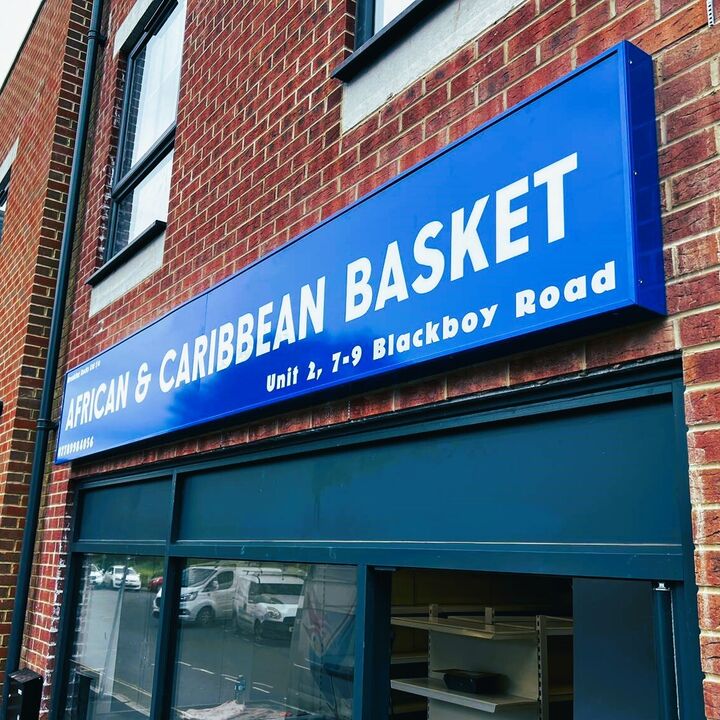 AFRICAN & CARIBBEAN BASKET
Unit 2, 7-9 Blackboy Road